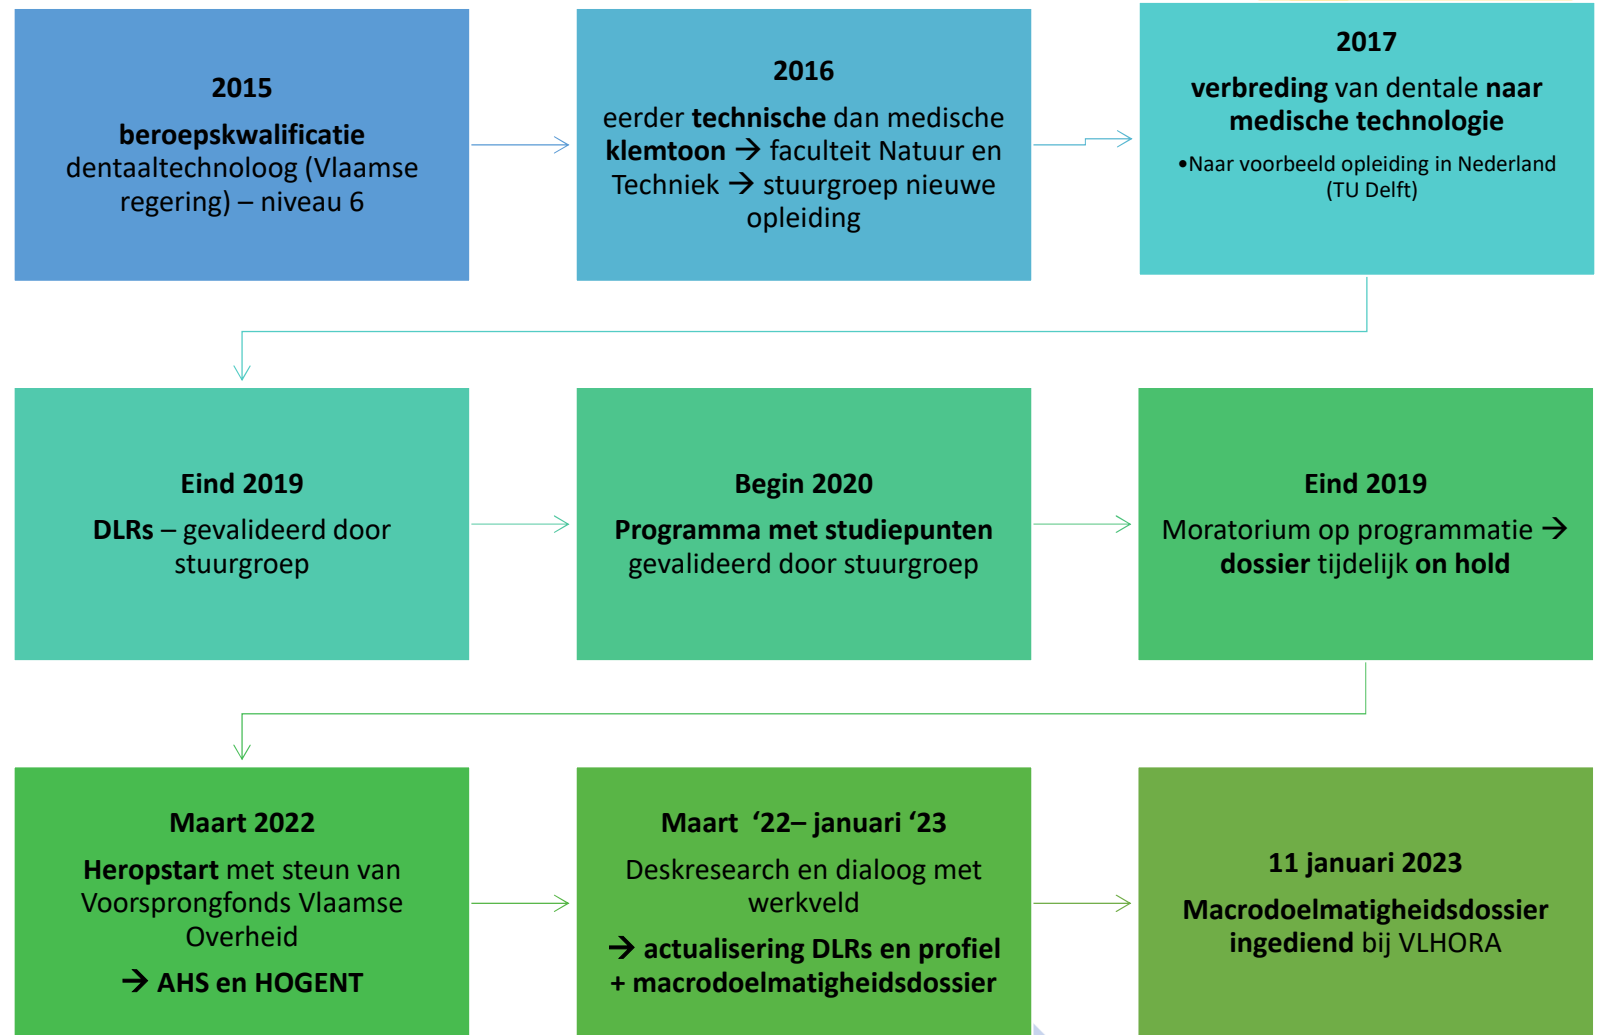 2015
beroepskwalificatie
dentaaltechnoloog (Vlaamse
regering) – niveau 6
2016
eerder technische dan medische
klemtoon → faculteit Natuur en
Techniek → stuurgroep nieuwe
opleiding
2017
verbreding van dentale naar
medische technologie
•Naar voorbeeld opleiding in Nederland
(TU Delft)
Eind 2019
DLRs – gevalideerd door
stuurgroep
Begin 2020
Programma met studiepunten
gevalideerd door stuurgroep
Eind 2019
Moratorium op programmatie →
dossier tijdelijk on hold
Maart 2022
Heropstart met steun van
Voorsprongfonds Vlaamse
Overheid
→ AHS en HOGENT
Maart ‘22– januari ‘23
Deskresearch en dialoog met
werkveld
→ actualisering DLRs en profiel
+ macrodoelmatigheidsdossier
11 januari 2023
Macrodoelmatigheidsdossier
ingediend bij VLHORA